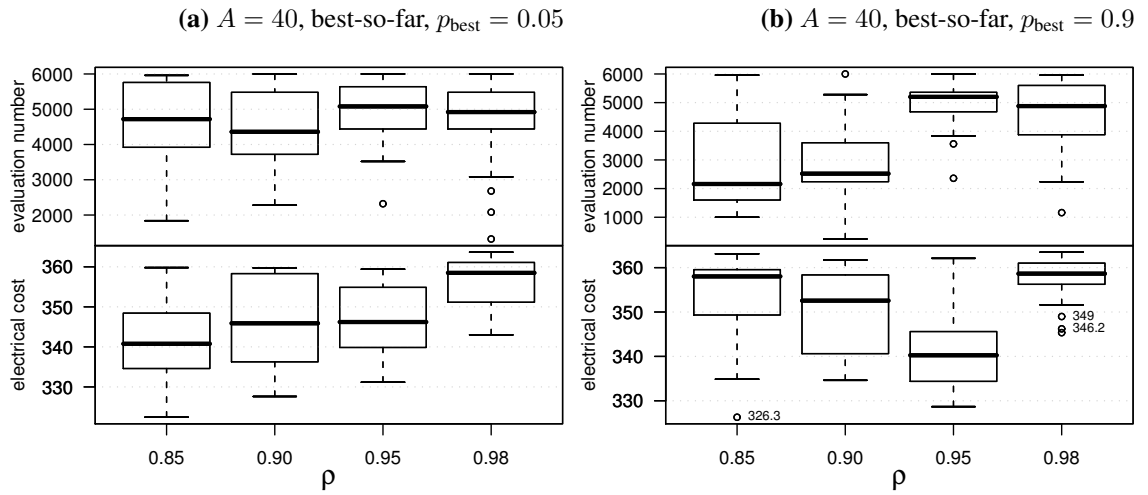 (a) A = 40, best-so-far, p_best = 0.05
evaluation number
6000
5000
4000
3000
2000
electrical cost
360
350
340
330
0.85 0.90 0.95 0.98
ρ
(b) A = 40, best-so-far, p_best = 0.9
evaluation number
6000
5000
4000
3000
2000
1000
electrical cost
360
350
340
330
349
346.2
326.3
0.85 0.90 0.95 0.98
ρ